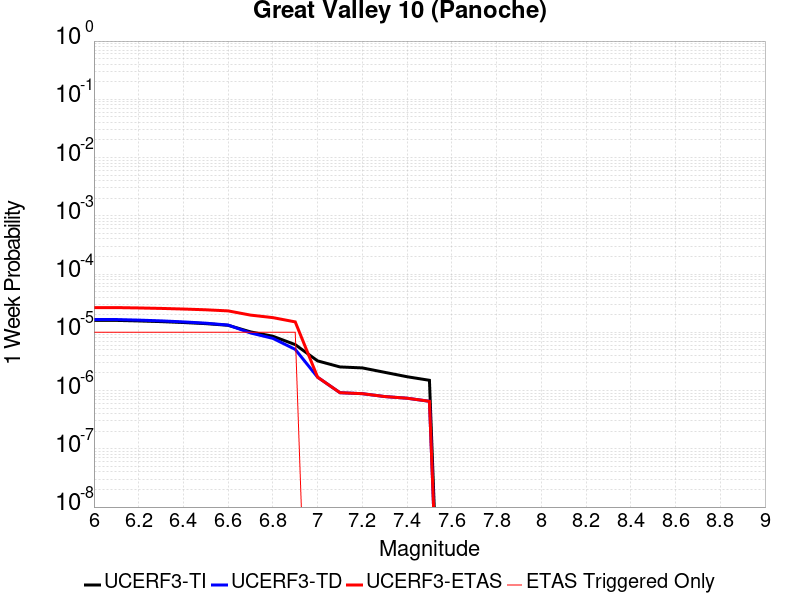 Great Valley 10 (Panoche)
10^0
10^-1
10^-2
10^-3
10^-4
10^-5
10^-6
10^-7
10^-8
1 Week Probability
6 6.2 6.4 6.6 6.8 7 7.2 7.4 7.6 7.8 8 8.2 8.4 8.6 8.8 9
Magnitude
UCERF3-TI UCERF3-TD UCERF3-ETAS ETAS Triggered Only